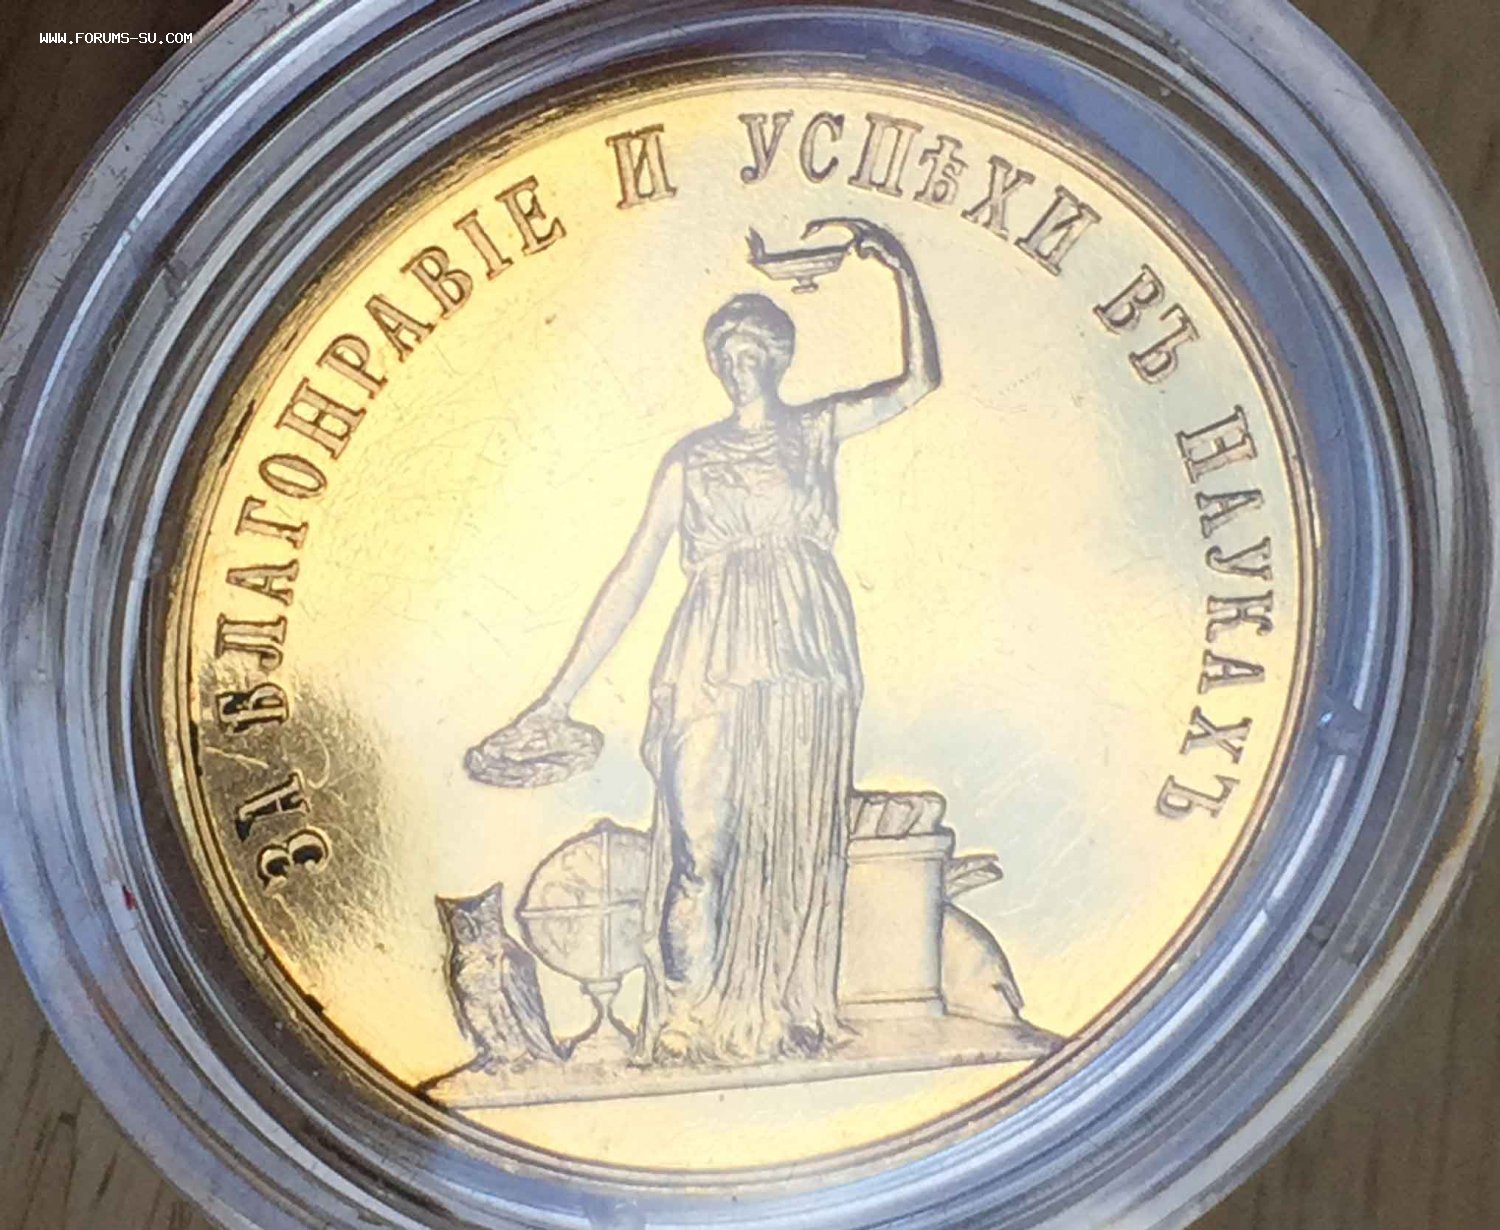 WWW.FORUMS-SU.COM
ЗА БЛАГОНРАВІЕ И УСПѢХИ ВЪ НАУКАХЪ